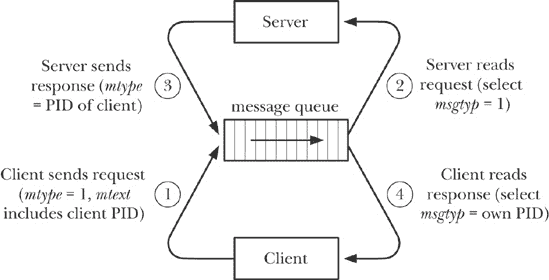 Server
Server sends
response (mtype
= PID of client)
3
2
Server reads
request (select
msgtyp = 1)
message queue
Client sends request
(mtype = 1, mtext
includes client PID)
1
4
Client reads
response (select
msgtyp = own PID)
Client